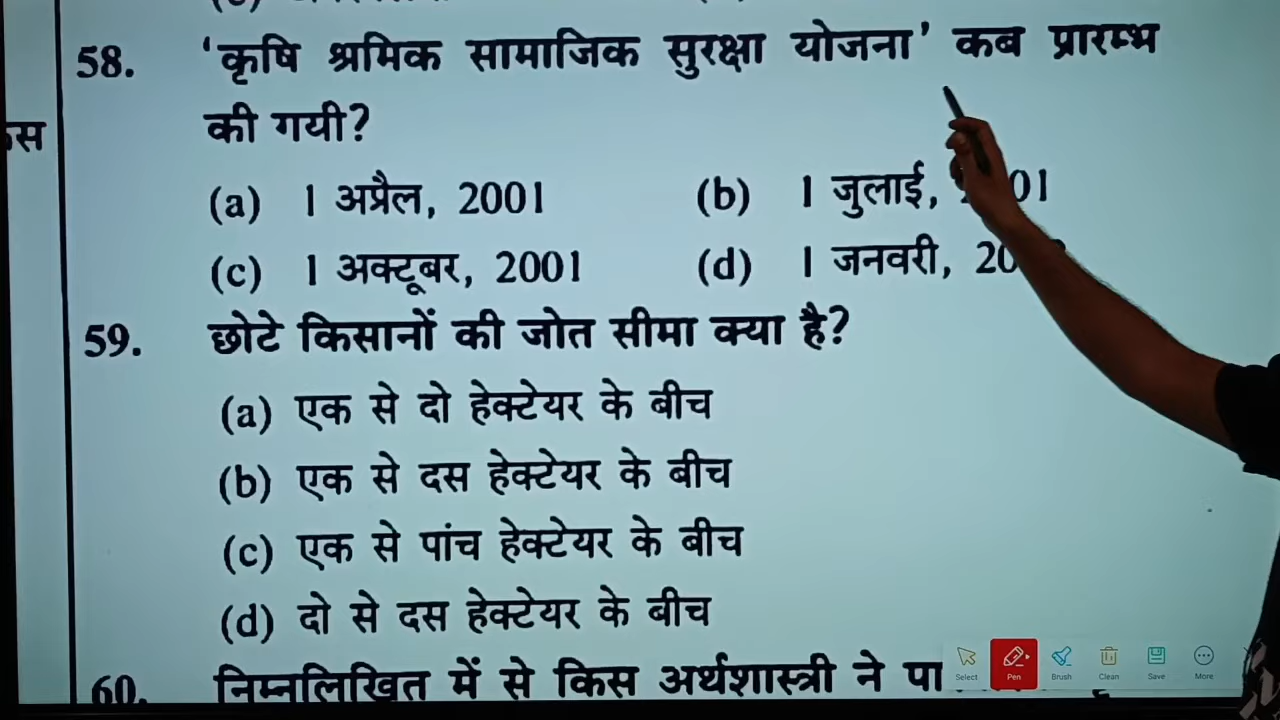 58. 'कृषि श्रमिक सामाजिक सुरक्षा योजना' कब प्रारम्भ
की गयी?
(a) 1 अप्रैल, 2001 (b) 1 जुलाई,
(c) 1 अक्टूबर, 2001 (d) 1 जनवरी,
59. छोटे किसानों की जोत सीमा क्या है?
(a) एक से दो हेक्टेयर के बीच
(b) एक से दस हेक्टेयर के बीच
(c) एक से पांच हेक्टेयर के बीच
(d) दो से दस हेक्टेयर के बीच
60. निम्नलिखित में से किस अर्थशास्त्री ने
Select Pen Brush Clean Save More